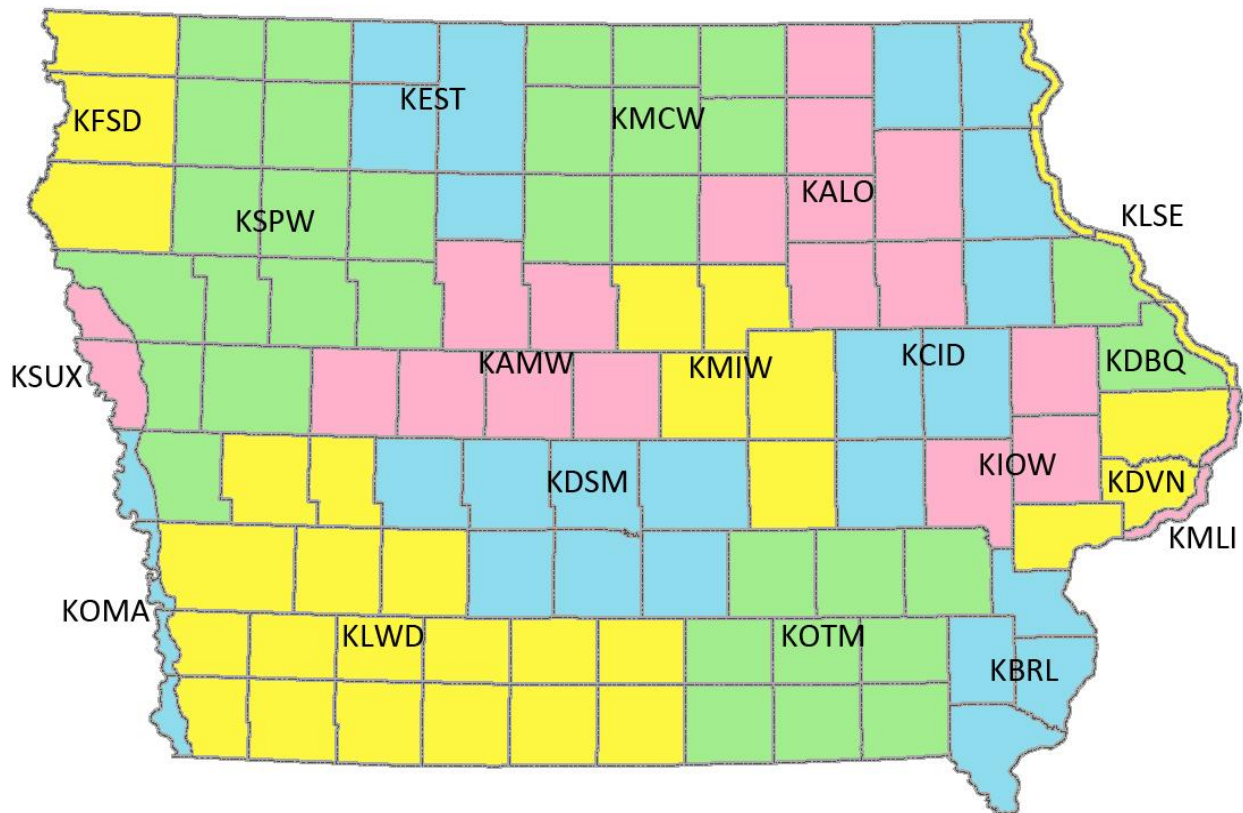 KEST
KFSD
KMCW
KALO
KSPW
KLSE
KAMW
KMIW
KCID
KDBQ
KSUX
KIOW
KDSM
KDVN
KMLI
KOMA
KLWD
KOTM
KBRL